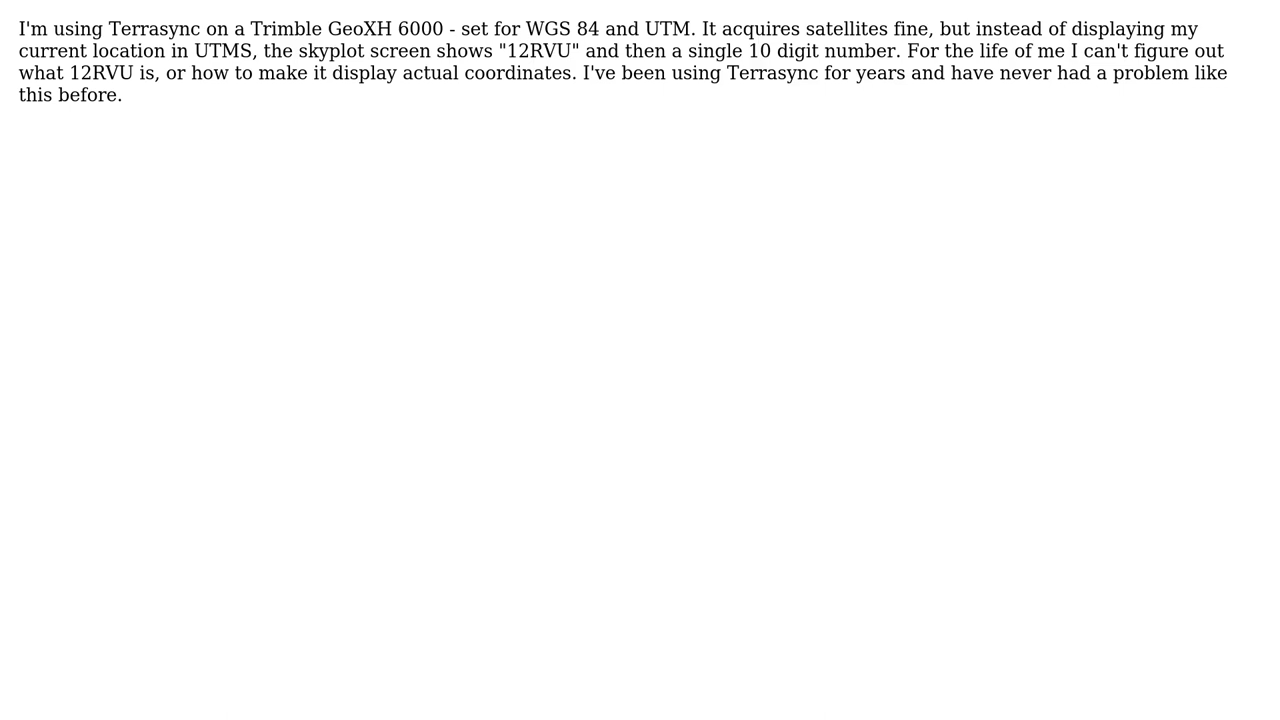 I'm using Terrasync on a Trimble GeoXH 6000 - set for WGS 84 and UTM. It acquires satellites fine, but instead of displaying my
current location in UTMS, the skyplot screen shows "12RVU" and then a single 10 digit number. For the life of me I can't figure out
what 12RVU is, or how to make it display actual coordinates. I've been using Terrasync for years and have never had a problem like
this before.